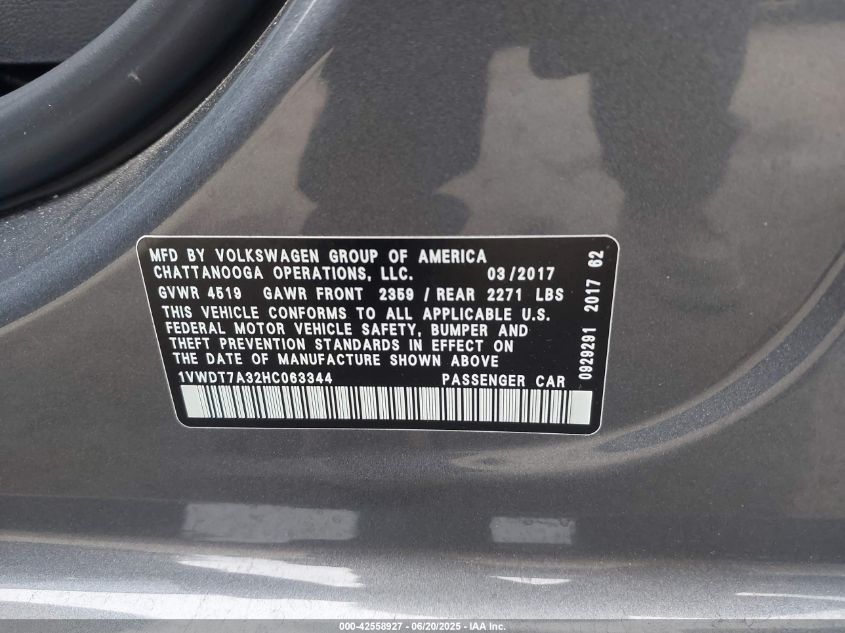 MFD BY VOLKSWAGEN GROUP OF AMERICA
CHATTANOOGA OPERATIONS, LLC. 03/2017
GVWR 4519 GAWR FRONT 2359 / REAR 2271 LBS
THIS VEHICLE CONFORMS TO ALL APPLICABLE U.S.
FEDERAL MOTOR VEHICLE SAFETY, BUMPER AND
THEFT PREVENTION STANDARDS IN EFFECT ON
THE DATE OF MANUFACTURE SHOWN ABOVE
1VWDT7A32HC063344 PASSENGER CAR
0929291 2017 62
000-42558927 - 06/20/2025 - IAA Inc.